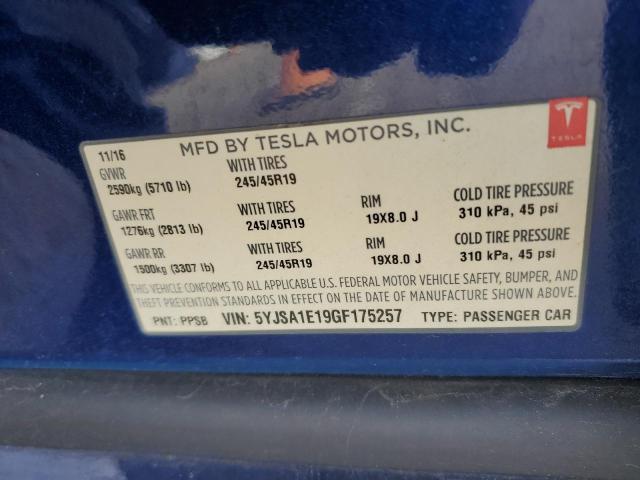 11/16 MFD BY TESLA MOTORS, INC.
TESLA
GVWR WITH TIRES
2590kg (5710 lb) 245/45R19
GAWR FRT WITH TIRES RIM COLD TIRE PRESSURE
1276kg (2813 lb) 245/45R19 19X8.0 J 310 kPa, 45 psi
GAWR RR WITH TIRES RIM COLD TIRE PRESSURE
1500kg (3307 lb) 245/45R19 19X8.0 J 310 kPa, 45 psi
THIS VEHICLE CONFORMS TO ALL APPLICABLE U.S. FEDERAL MOTOR VEHICLE SAFETY, BUMPER, AND
THEFT PREVENTION STANDARDS IN EFFECT ON THE DATE OF MANUFACTURE SHOWN ABOVE.
PNT: PPSB VIN: 5YJSA1E19GF175257 TYPE: PASSENGER CAR